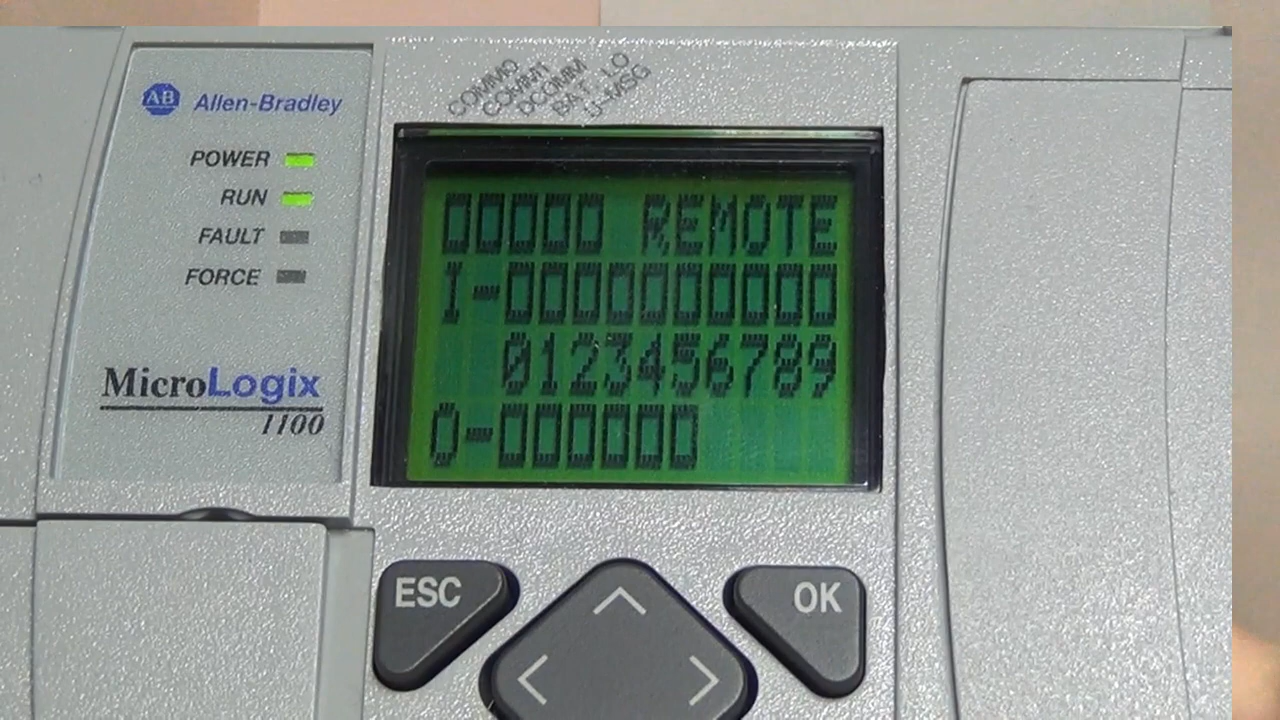 COMM0
COMM1
DCOMM
BAT. LO
U-MSG
AB Allen-Bradley
POWER
RUN
FAULT
FORCE
MicroLogix
1100
00000 REMOTE
I-0000000000
0123456789
O-000000
ESC
OK